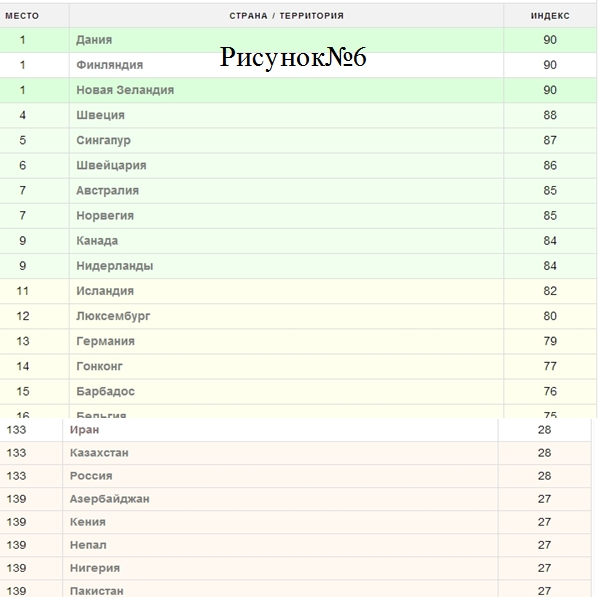 МЕСТО СТРАНА / ТЕРРИТОРИЯ ИНДЕКС
1 Дания 90
Рисунок№6
1 Финляндия 90
1 Новая Зеландия 90
4 Швеция 88
5 Сингапур 87
6 Швейцария 86
7 Австралия 85
7 Норвегия 85
9 Канада 84
9 Нидерланды 84
11 Исландия 82
12 Люксембург 80
13 Германия 79
14 Гонконг 77
15 Барбадос 76
16 Бельгия 75
133 Иран 28
133 Казахстан 28
133 Россия 28
139 Азербайджан 27
139 Кения 27
139 Непал 27
139 Нигерия 27
139 Пакистан 27